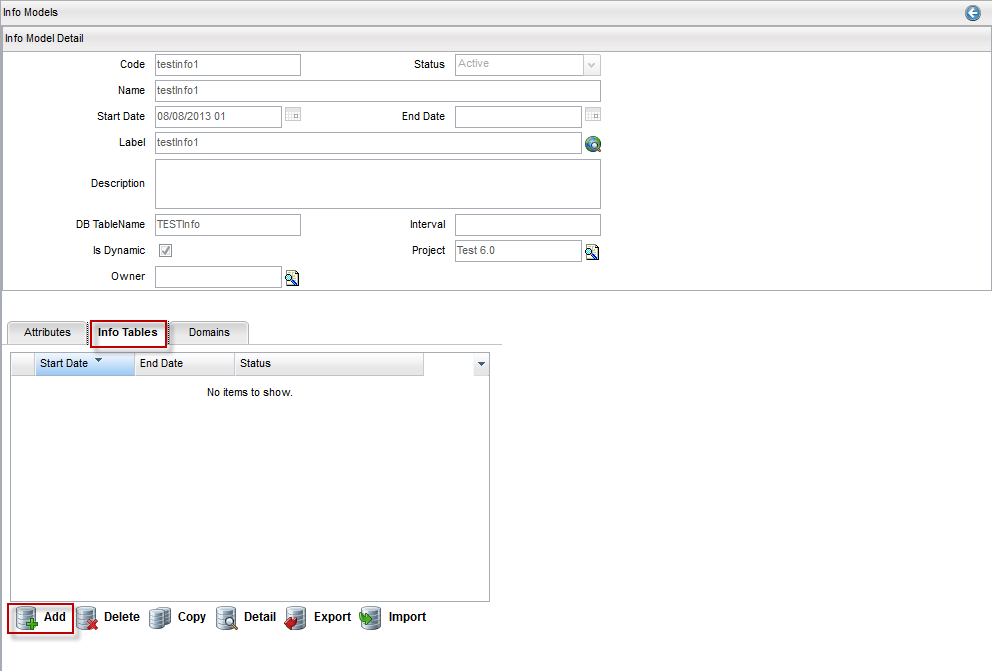 Info Models
Info Model Detail
Code testinfo1 Status Active
Name testInfo1
Start Date 08/08/2013 01 End Date
Label testInfo1
Description
DB TableName TESTInfo Interval
Is Dynamic Project Test 6.0
Owner
Attributes Info Tables Domains
Start Date End Date Status
No items to show.
Add Delete Copy Detail Export Import